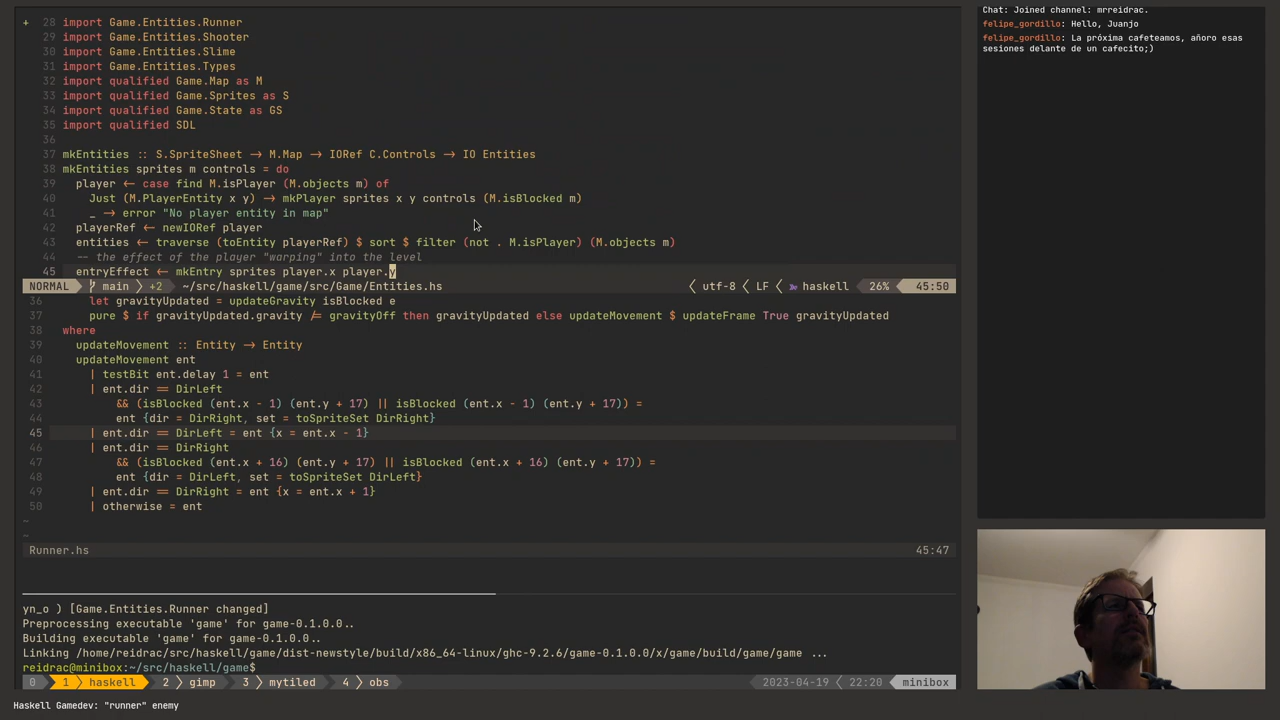 + 28 import Game.Entities.Runner
29 import Game.Entities.Shooter
30 import Game.Entities.Slime
31 import Game.Entities.Types
32 import qualified Game.Map as M
33 import qualified Game.Sprites as S
34 import qualified Game.State as GS
35 import qualified SDL
36
37 mkEntities :: S.SpriteSheet → M.Map → IORef C.Controls → IO Entities
38 mkEntities sprites m controls = do
39 player ← case find M.isPlayer (M.objects m) of
40 Just (M.PlayerEntity x y) → mkPlayer sprites x y controls (M.isBlocked m)
41 _ → error "No player entity in map"
42 playerRef ← newIORef player
43 entities ← traverse (toEntity playerRef) $ sort $ filter (not . M.isPlayer) (M.objects m)
44 -- the effect of the player "warping" into the level
45 entryEffect ← mkEntry sprites player.x player.y
NORMAL main +2 ~/src/haskell/game/src/Game/Entities.hs utf-8 LF haskell 26% 45:50
36 let gravityUpdated = updateGravity isBlocked e
37 pure $ if gravityUpdated.gravity ≠ gravityOff then gravityUpdated else updateMovement $ updateFrame True gravityUpdated
38 where
39 updateMovement :: Entity → Entity
40 updateMovement ent
41 | testBit ent.delay 1 = ent
42 | ent.dir == DirLeft
43 && (isBlocked (ent.x - 1) (ent.y + 17) || isBlocked (ent.x - 1) (ent.y + 17)) =
44 ent {dir = DirRight, set = toSpriteSet DirRight}
45 | ent.dir == DirLeft = ent {x = ent.x - 1}
46 | ent.dir == DirRight
47 && (isBlocked (ent.x + 16) (ent.y + 17) || isBlocked (ent.x + 16) (ent.y + 17)) =
48 ent {dir = DirLeft, set = toSpriteSet DirLeft}
49 | ent.dir == DirRight = ent {x = ent.x + 1}
50 | otherwise = ent
~
~
Runner.hs 45:47
yn_o ) [Game.Entities.Runner changed]
Preprocessing executable 'game' for game-0.1.0.0..
Building executable 'game' for game-0.1.0.0..
Linking /home/reidrac/src/haskell/game/dist-newstyle/build/x86_64-linux/ghc-9.2.6/game-0.1.0.0/x/game/build/game/game ...
reidrac@minibox:~/src/haskell/game$
0 1 haskell 2 gimp 3 mytiled 4 obs 2023-04-19 22:20 minibox
Haskell Gamedev: "runner" enemy
Chat: Joined channel: mrreidrac.
felipe_gordillo: Hello, Juanjo
felipe_gordillo: La próxima cafeteamos, añoro esas
sesiones delante de un cafecito;)